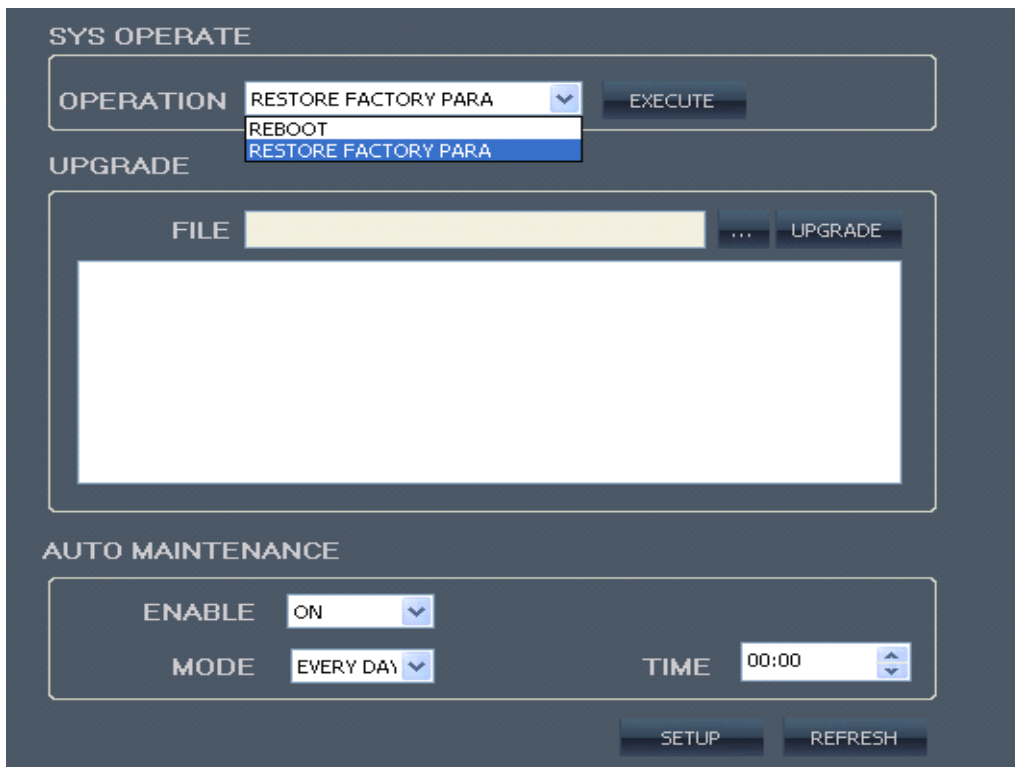 SYS OPERATE
OPERATION RESTORE FACTORY PARA EXECUTE
REBOOT
RESTORE FACTORY PARA
UPGRADE
FILE ... UPGRADE
AUTO MAINTENANCE
ENABLE ON
MODE EVERY DAY TIME 00:00
SETUP REFRESH